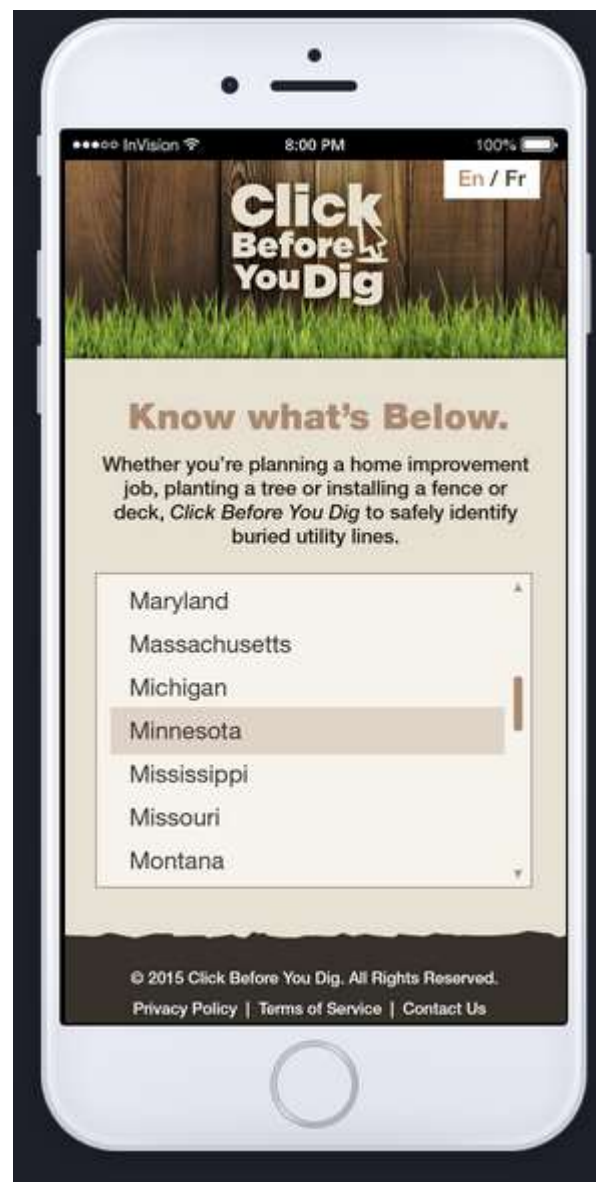 InVision 8:00 PM 100%
En / Fr
Click
Before
You Dig
Know what's Below.
Whether you're planning a home improvement
job, planting a tree or installing a fence or
deck, Click Before You Dig to safely identify
buried utility lines.
Maryland
Massachusetts
Michigan
Minnesota
Mississippi
Missouri
Montana
© 2015 Click Before You Dig. All Rights Reserved.
Privacy Policy | Terms of Service | Contact Us